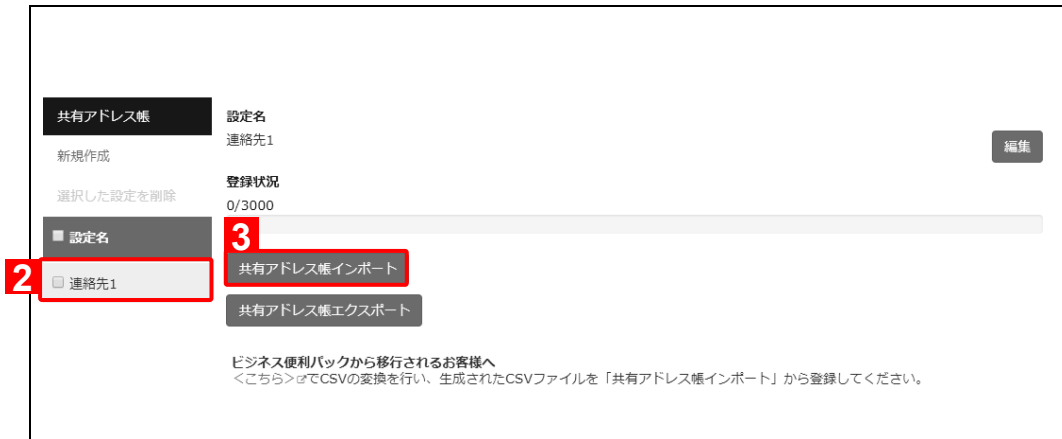 共有アドレス帳
新規作成
選択した設定を削除
設定名
2
連絡先1
設定名
連絡先1
編集
登録状況
0/3000
3
共有アドレス帳インポート
共有アドレス帳エクスポート
ビジネス便利パックから移行されるお客様へ
<こちら>でCSVの変換を行い、生成されたCSVファイルを「共有アドレス帳インポート」から登録してください。